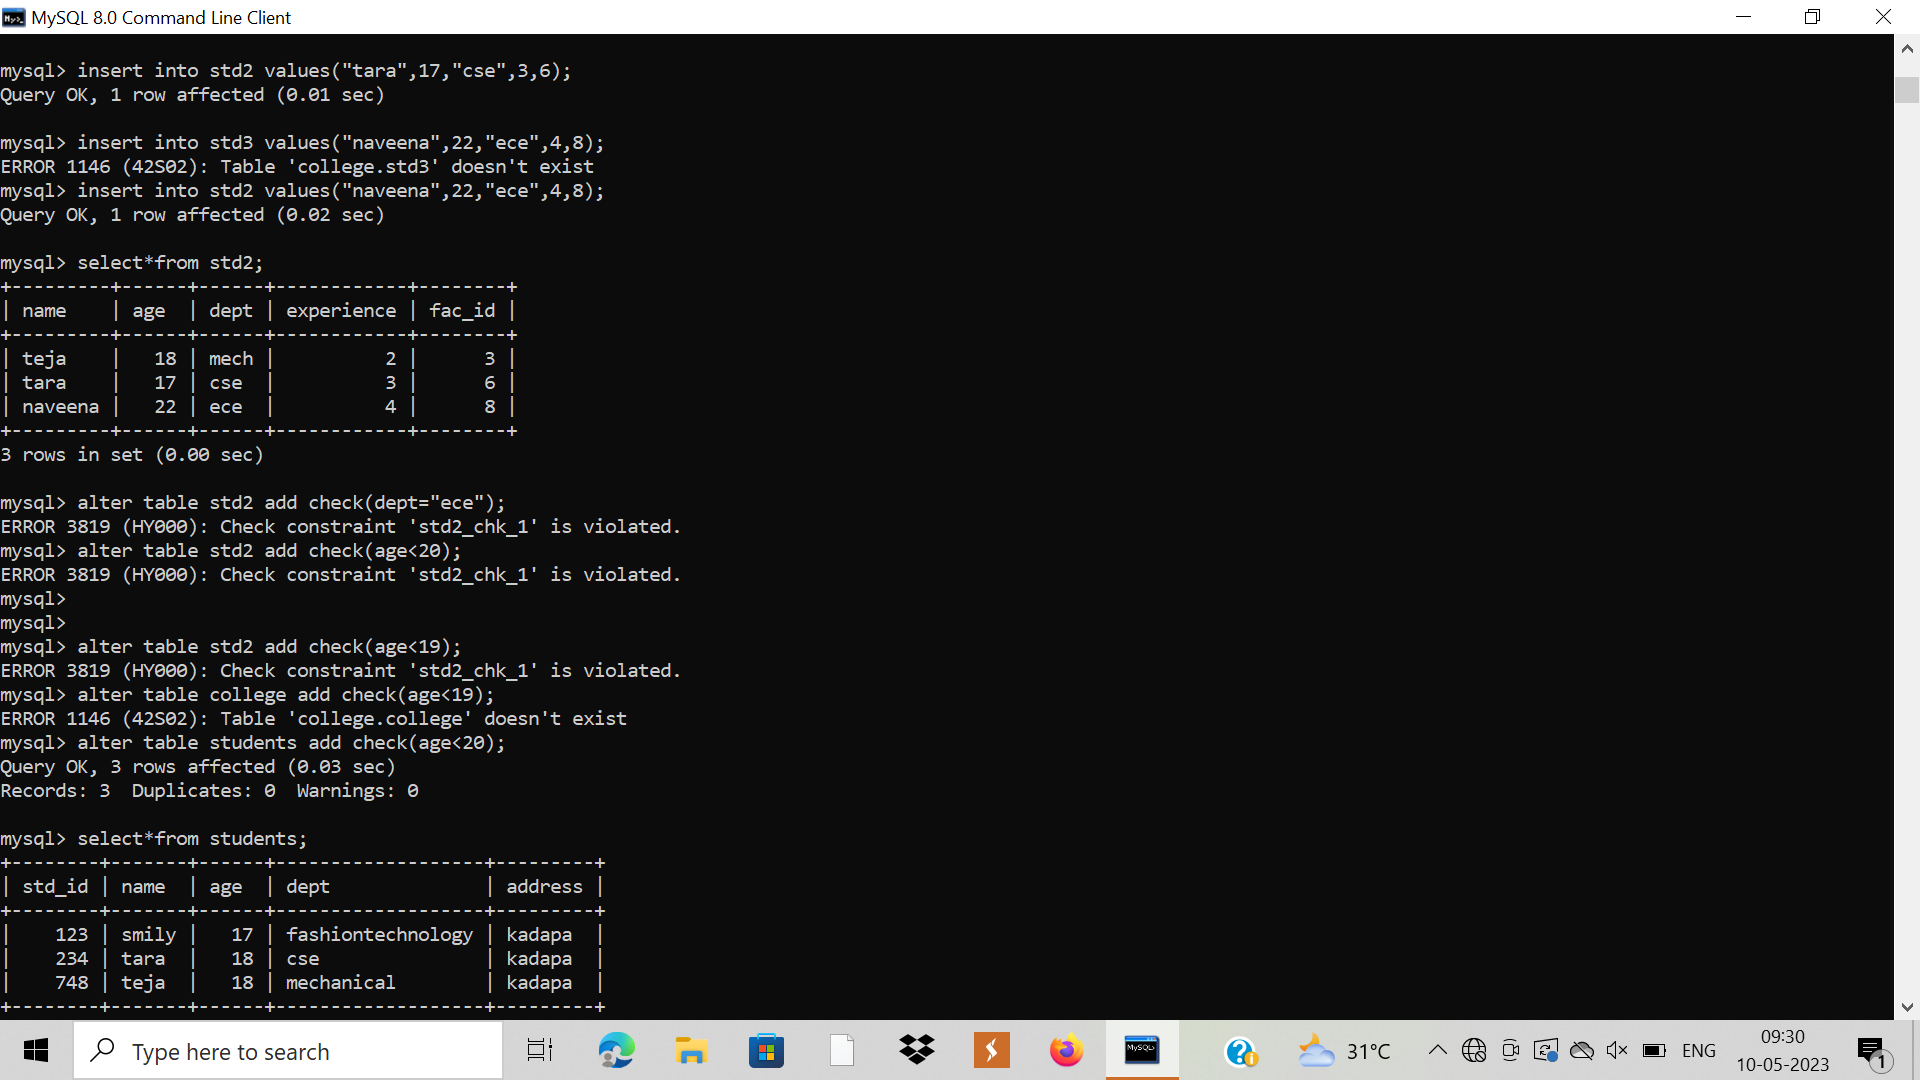 MySQL 8.0 Command Line Client
mysql> insert into std2 values("tara",17,"cse",3,6);
Query OK, 1 row affected (0.01 sec)
mysql> insert into std3 values("naveena",22,"ece",4,8);
ERROR 1146 (42S02): Table 'college.std3' doesn't exist
mysql> insert into std2 values("naveena",22,"ece",4,8);
Query OK, 1 row affected (0.02 sec)
mysql> select*from std2;
+---------+------+------+------------+--------+
| name    | age  | dept | experience | fac_id |
+---------+------+------+------------+--------+
| teja    |   18 | mech |          2 |      3 |
| tara    |   17 | cse  |          3 |      6 |
| naveena |   22 | ece  |          4 |      8 |
+---------+------+------+------------+--------+
3 rows in set (0.00 sec)
mysql> alter table std2 add check(dept="ece");
ERROR 3819 (HY000): Check constraint 'std2_chk_1' is violated.
mysql> alter table std2 add check(age<20);
ERROR 3819 (HY000): Check constraint 'std2_chk_1' is violated.
mysql>
mysql>
mysql> alter table std2 add check(age<19);
ERROR 3819 (HY000): Check constraint 'std2_chk_1' is violated.
mysql> alter table college add check(age<19);
ERROR 1146 (42S02): Table 'college.college' doesn't exist
mysql> alter table students add check(age<20);
Query OK, 3 rows affected (0.03 sec)
Records: 3  Duplicates: 0  Warnings: 0
mysql> select*from students;
+--------+-------+------+-------------------+---------+
| std_id | name  | age  | dept              | address |
+--------+-------+------+-------------------+---------+
|    123 | smily |   17 | fashiontechnology | kadapa  |
|    234 | tara  |   18 | cse               | kadapa  |
|    748 | teja  |   18 | mechanical        | kadapa  |
+--------+-------+------+-------------------+---------+
Type here to search
MySQL>
31°C
ENG
09:30
10-05-2023
1